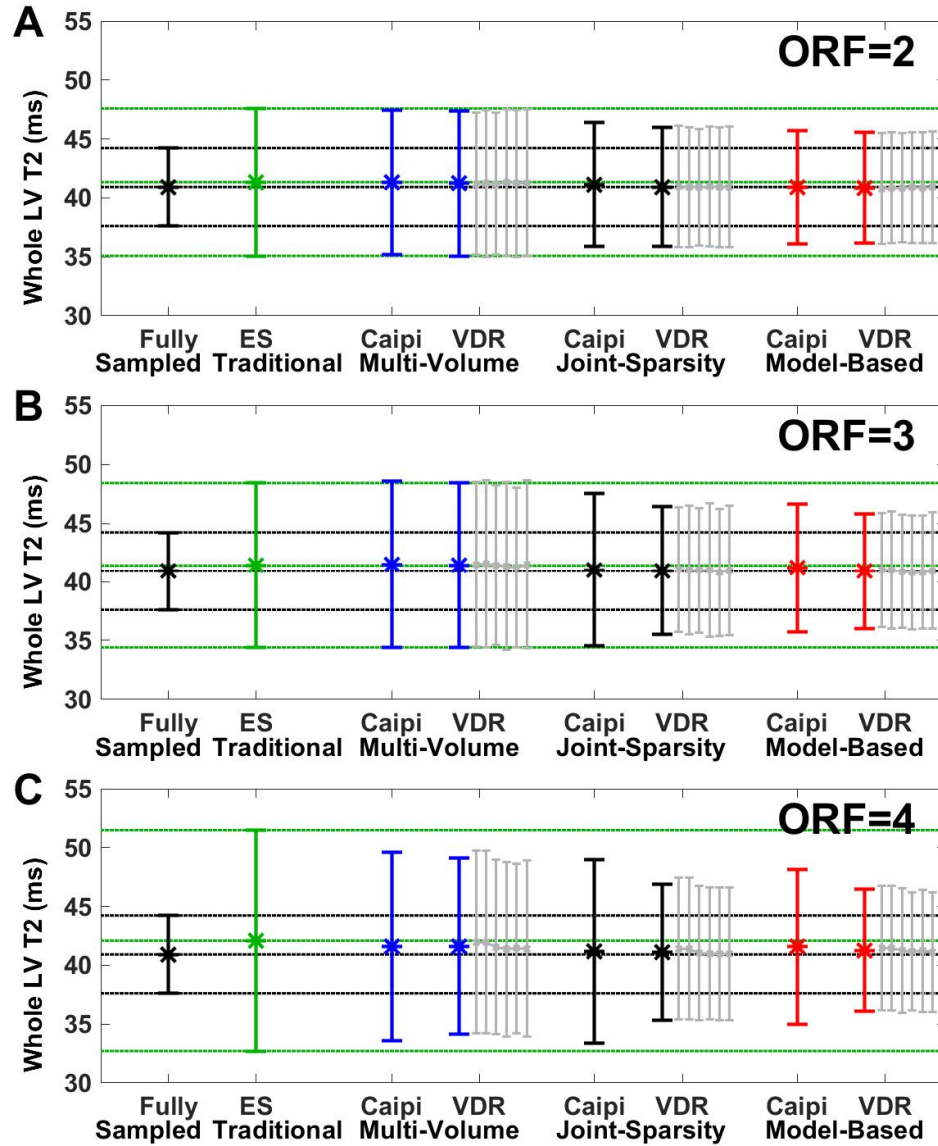 A
ORF=2
Whole LV T2 (ms)
55
50
45
40
35
30
Fully ES Caipi VDR Caipi VDR Caipi VDR
Sampled Traditional Multi-Volume Joint-Sparsity Model-Based
B
ORF=3
Whole LV T2 (ms)
55
50
45
40
35
30
Fully ES Caipi VDR Caipi VDR Caipi VDR
Sampled Traditional Multi-Volume Joint-Sparsity Model-Based
C
ORF=4
Whole LV T2 (ms)
55
50
45
40
35
30
Fully ES Caipi VDR Caipi VDR Caipi VDR
Sampled Traditional Multi-Volume Joint-Sparsity Model-Based